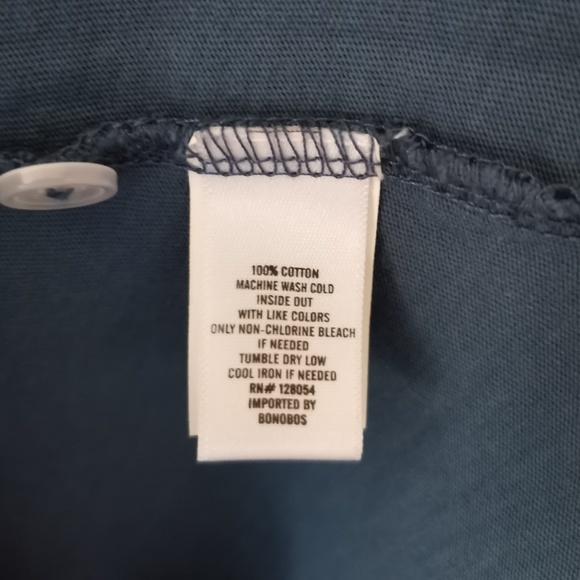 100% COTTON
MACHINE WASH COLD
INSIDE OUT
WITH LIKE COLORS
ONLY NON-CHLORINE BLEACH
IF NEEDED
TUMBLE DRY LOW
COOL IRON IF NEEDED
RN# 128054
IMPORTED BY
BONOBOS